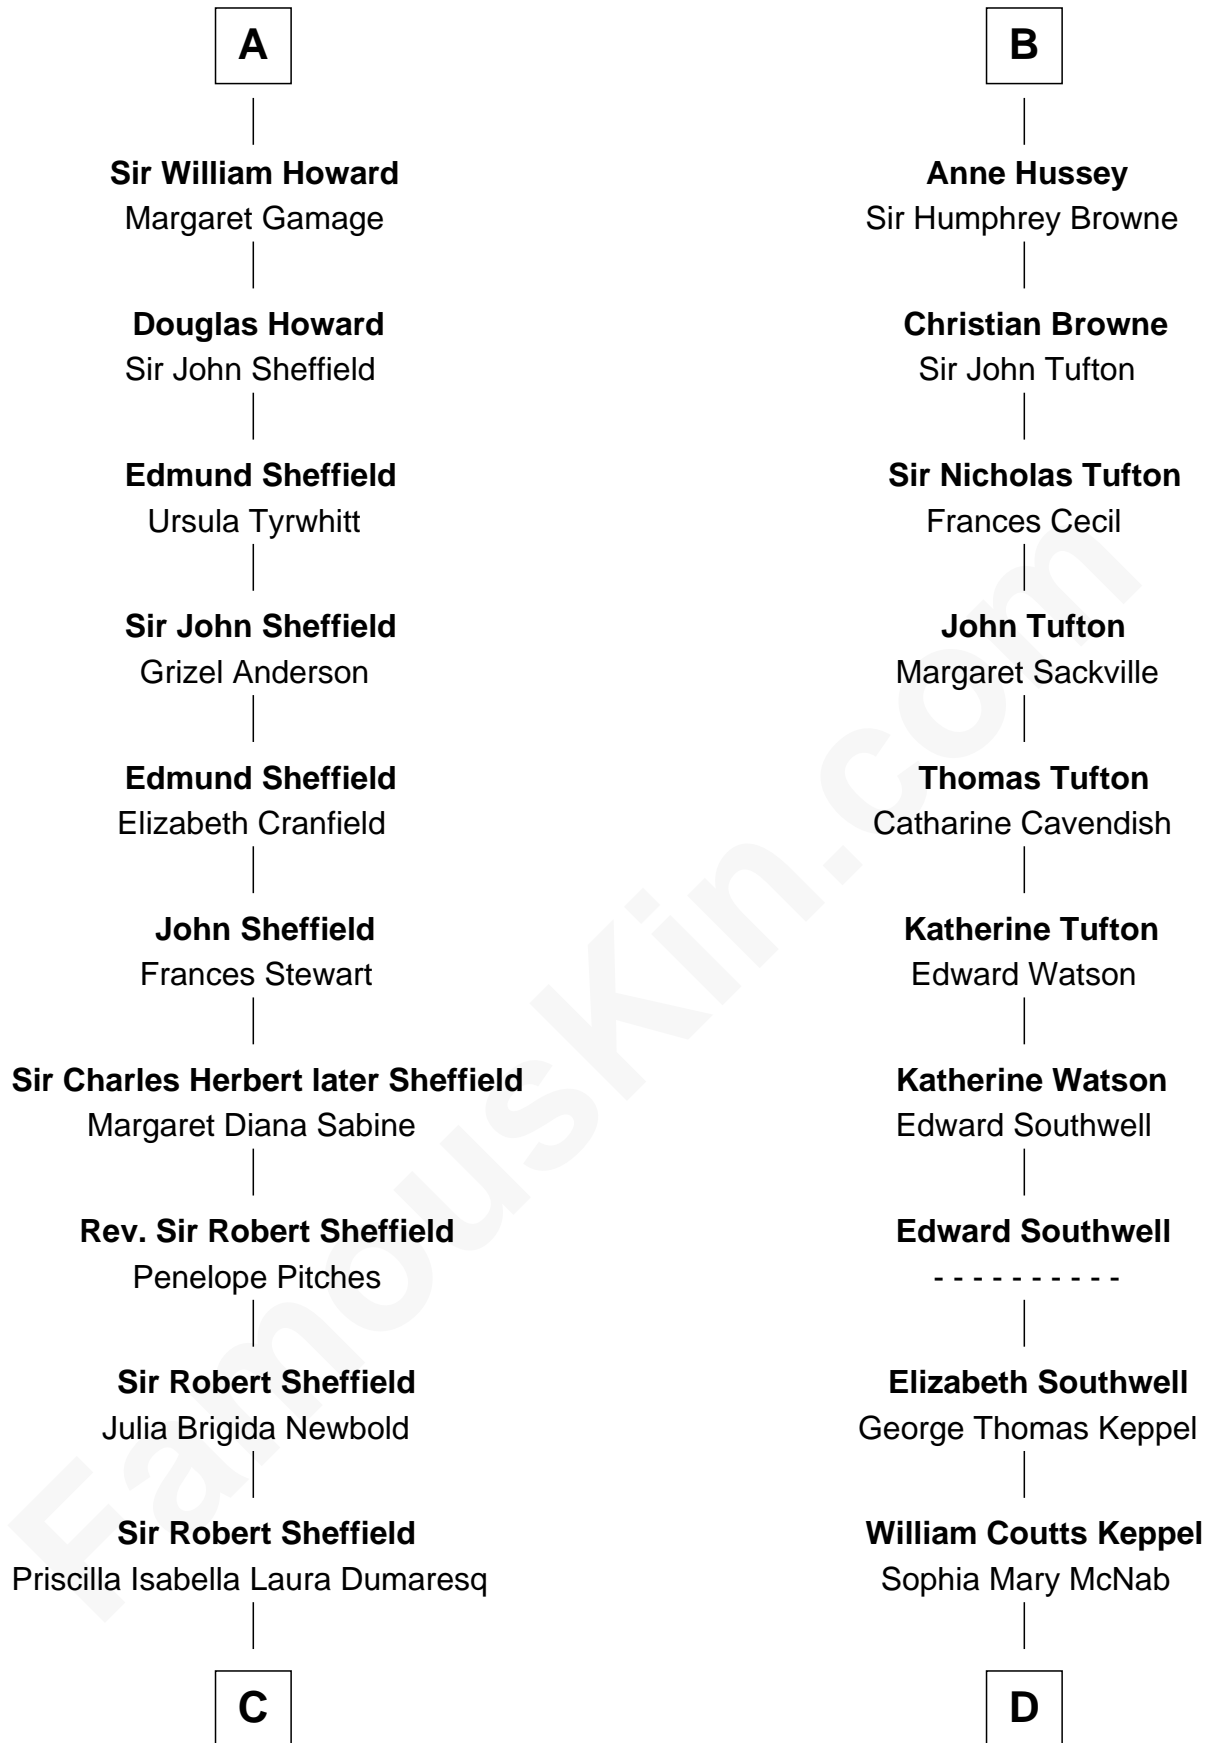 A
Sir William Howard
Margaret Gamage
Douglas Howard
Sir John Sheffield
Edmund Sheffield
Ursula Tyrwhitt
Sir John Sheffield
Grizel Anderson
Edmund Sheffield
Elizabeth Cranfield
John Sheffield
Frances Stewart
Sir Charles Herbert later Sheffield
Margaret Diana Sabine
Rev. Sir Robert Sheffield
Penelope Pitches
Sir Robert Sheffield
Julia Brigida Newbold
Sir Robert Sheffield
Priscilla Isabella Laura Dumaresq
C
B
Anne Hussey
Sir Humphrey Browne
Christian Browne
Sir John Tufton
Sir Nicholas Tufton
Frances Cecil
John Tufton
Margaret Sackville
Thomas Tufton
Catharine Cavendish
Katherine Tufton
Edward Watson
Katherine Watson
Edward Southwell
Edward Southwell
- - - - - - - - - -
Elizabeth Southwell
George Thomas Keppel
William Coutts Keppel
Sophia Mary McNab
D
FamousKin.com